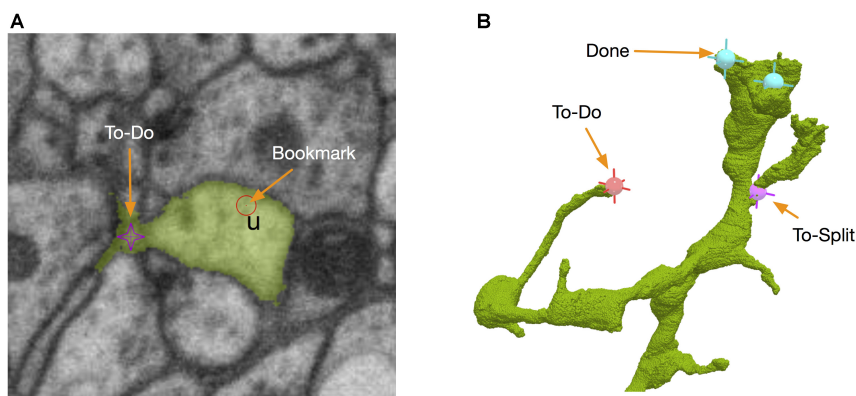 A
To-Do
Bookmark
u
B
Done
To-Do
To-Split